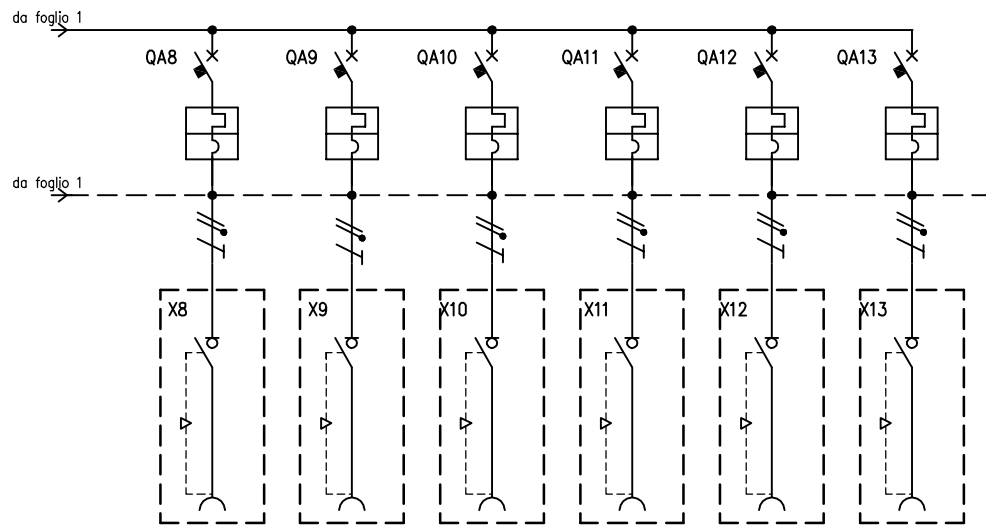 da foglio 1
QA8 QA9 QA10 QA11 QA12 QA13
da foglio 1
X8 X9 X10 X11 X12 X13